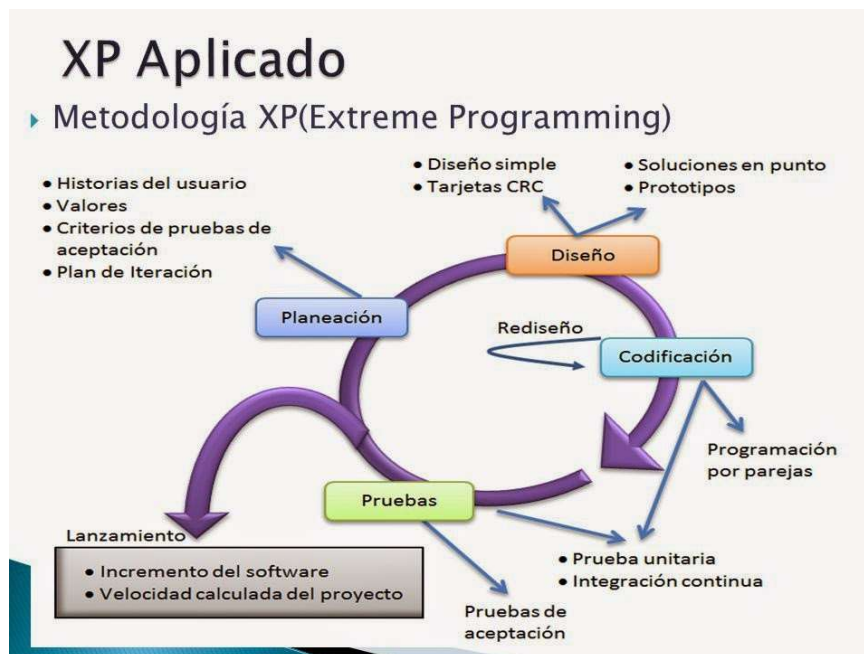 XP Aplicado
Metodología XP(Extreme Programming)
• Historias del usuario
• Valores
• Criterios de pruebas de
aceptación
• Plan de Iteración
• Diseño simple
• Tarjetas CRC
• Soluciones en punto
• Prototipos
Diseño
Planeación
Rediseño
Codificación
Programación
por parejas
Pruebas
Lanzamiento
• Incremento del software
• Velocidad calculada del proyecto
• Prueba unitaria
• Integración continua
Pruebas de
aceptación